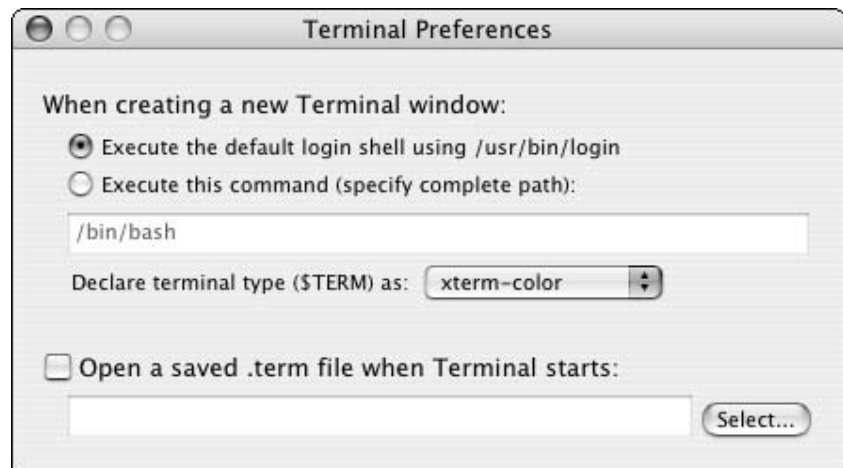 Terminal Preferences
When creating a new Terminal window:
Execute the default login shell using /usr/bin/login
Execute this command (specify complete path):
/bin/bash
Declare terminal type ($TERM) as: xterm-color
Open a saved .term file when Terminal starts:
Select...